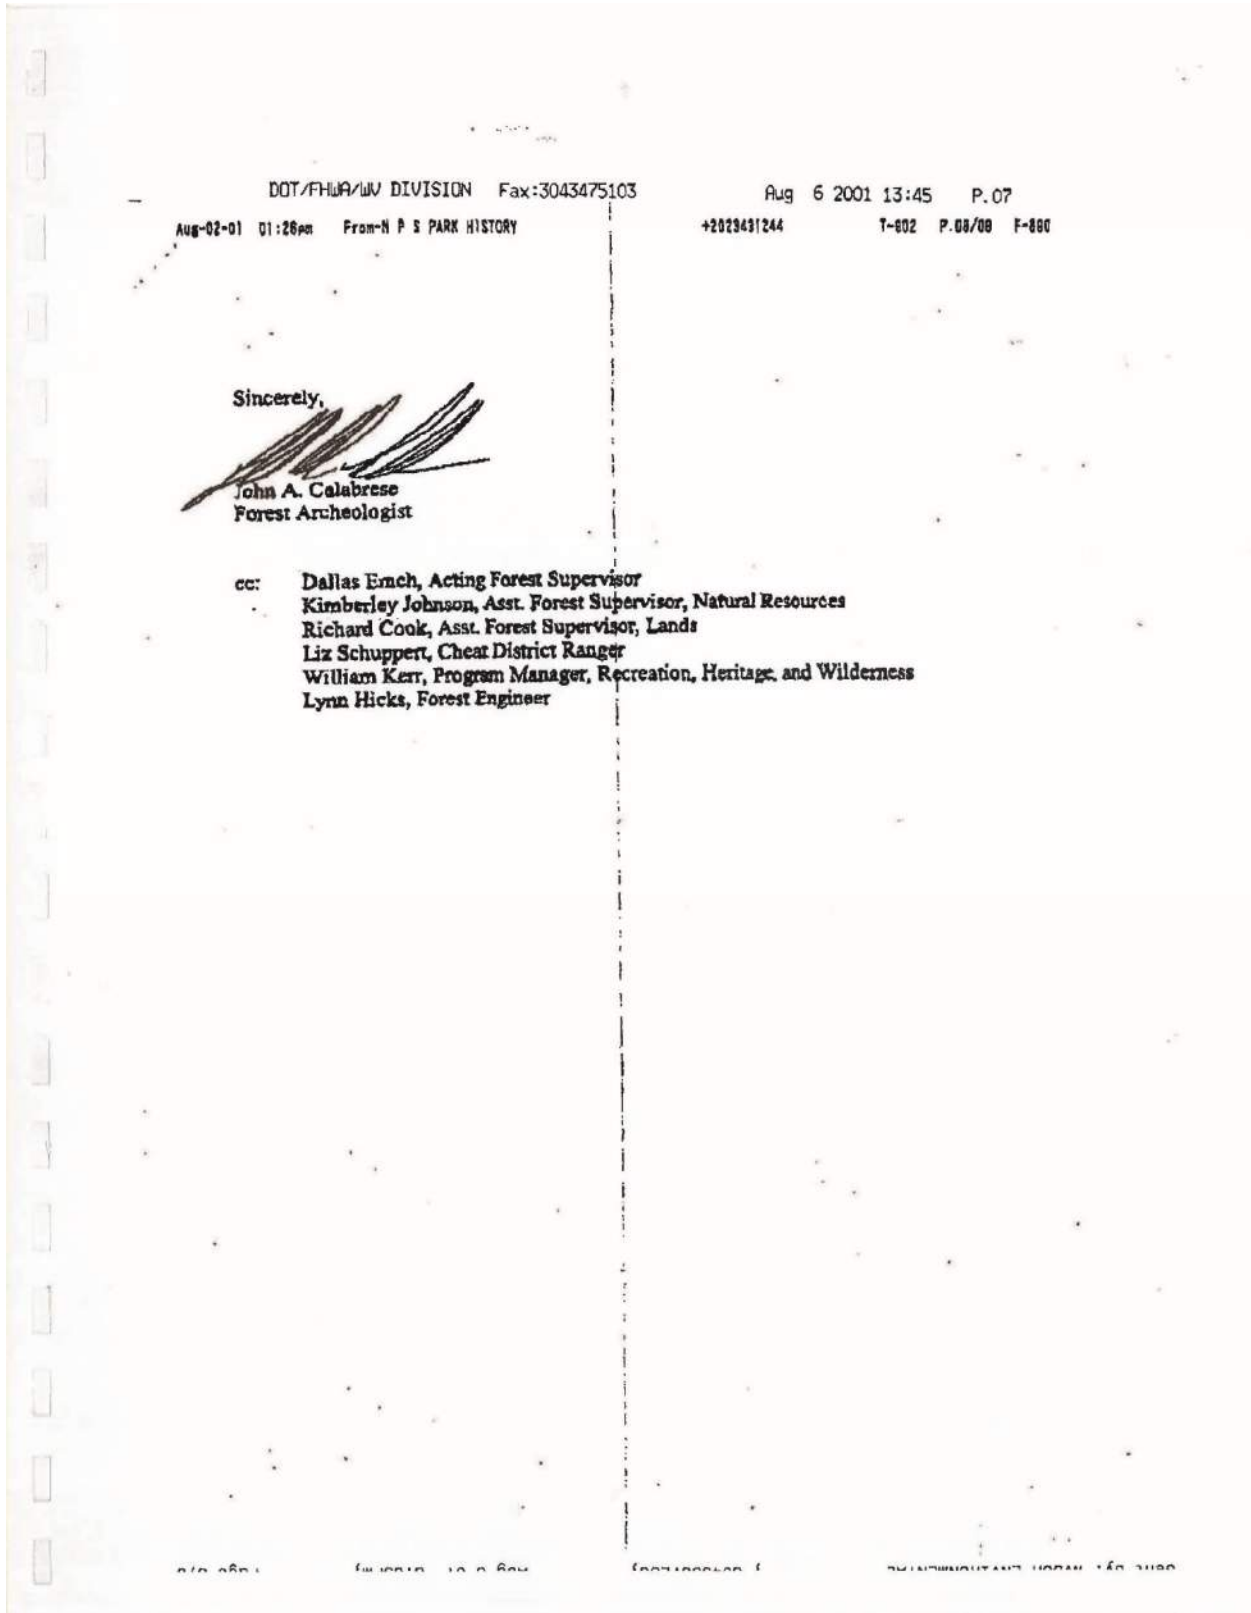 DOT/FHWA/WV DIVISION Fax:3043475103 Aug 6 2001 13:45 P.07
Aug-02-01 01:26pm From-N P S PARK HISTORY +2023431244 T-802 P.08/08 F-880
Sincerely,
John A. Calabrese
Forest Archeologist
cc: Dallas Emch, Acting Forest Supervisor
Kimberley Johnson, Asst. Forest Supervisor, Natural Resources
Richard Cook, Asst. Forest Supervisor, Lands
Liz Schuppert, Cheat District Ranger
William Kerr, Program Manager, Recreation, Heritage, and Wilderness
Lynn Hicks, Forest Engineer